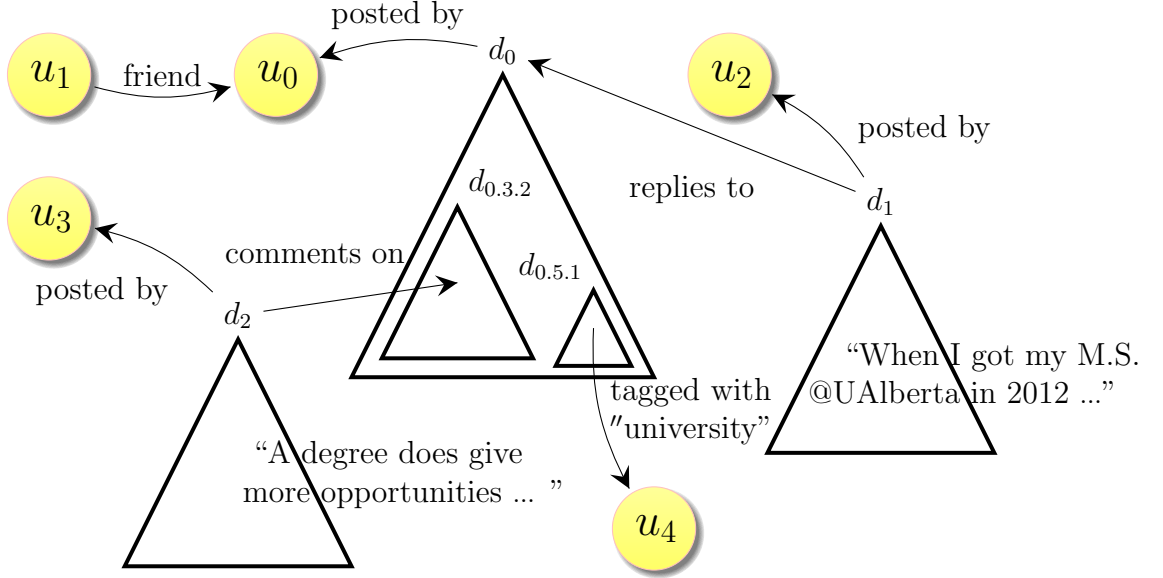 posted by
d₀
u₁
friend
u₀
u₂
posted by
d₀.₃.₂
replies to
d₁
u₃
comments on
d₀.₅.₁
posted by
d₂
“When I got my M.S.
@UAlberta in 2012 ...”
tagged with
″university”
“A degree does give
more opportunities ... ”
u₄